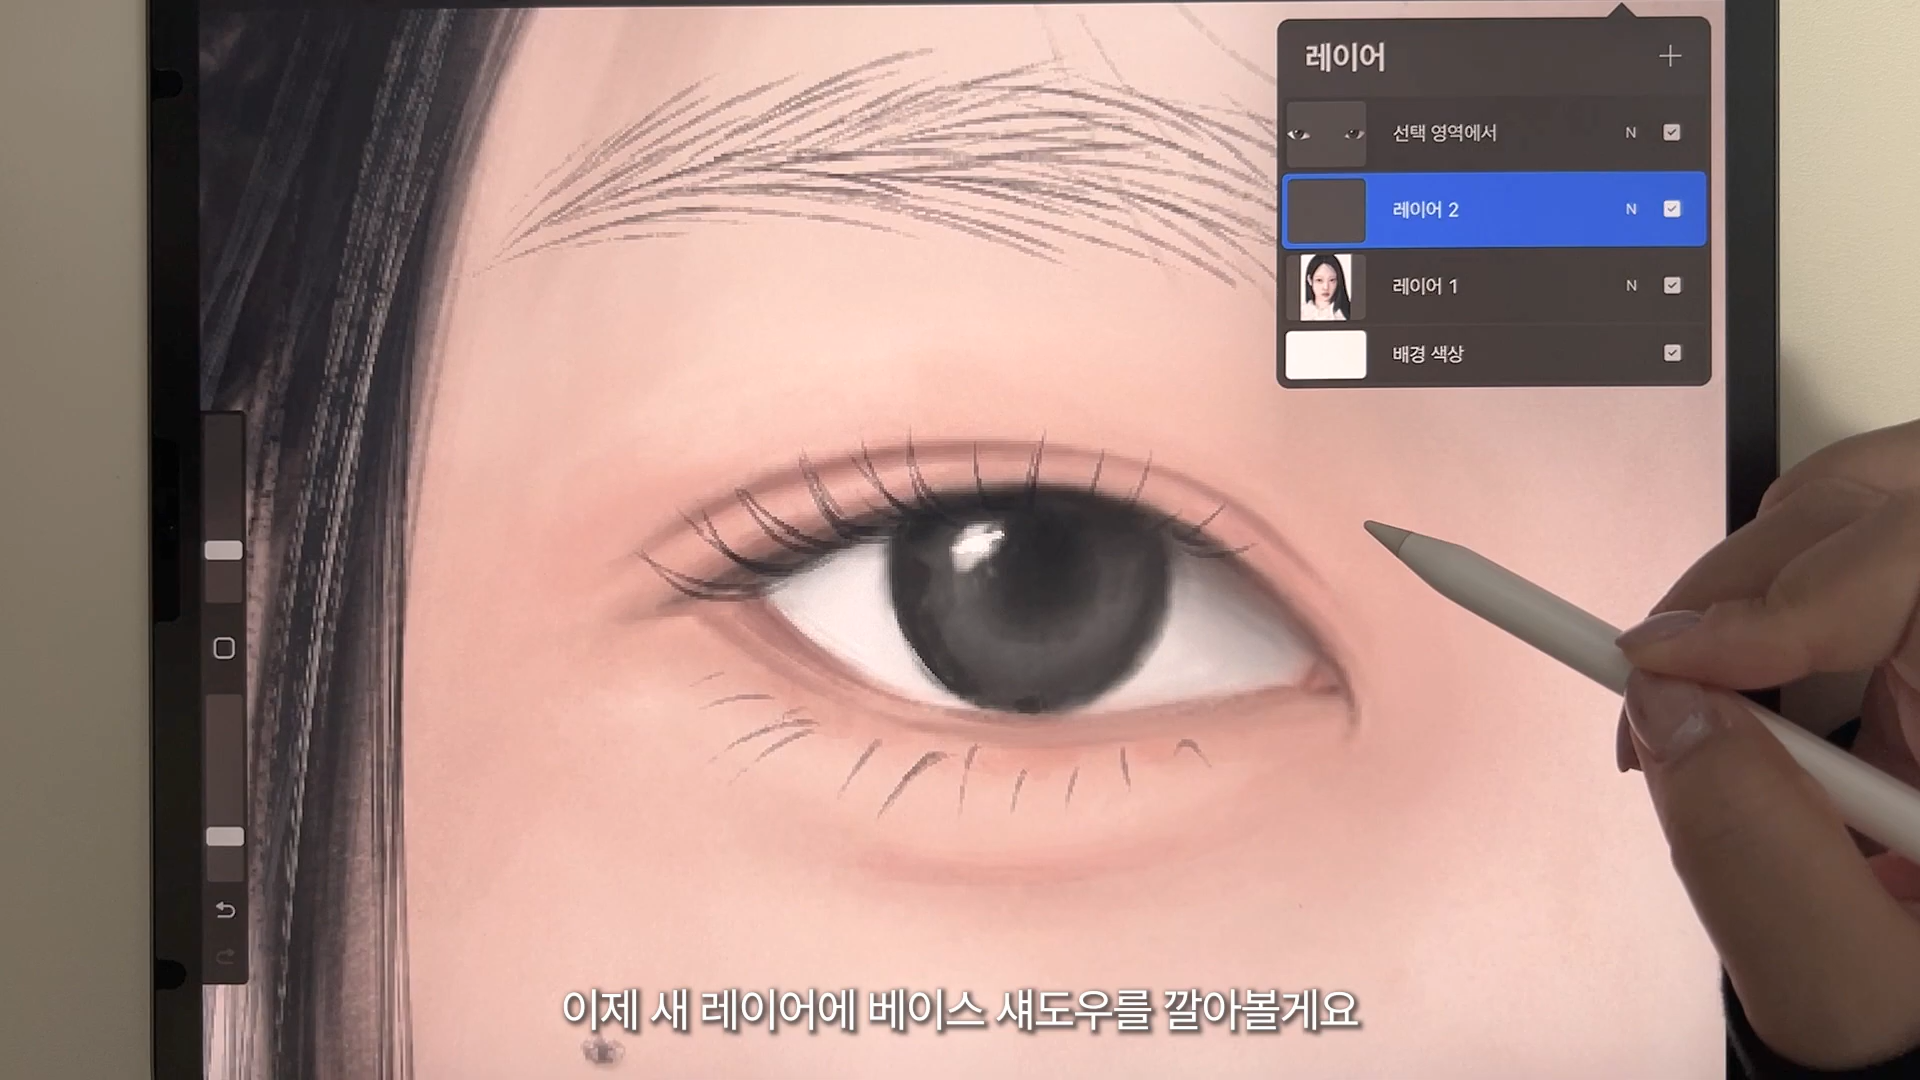 레이어
선택 영역에서 N
레이어 2 N
레이어 1 N
배경 색상
이제 새 레이어에 베이스 섀도우를 깔아볼게요